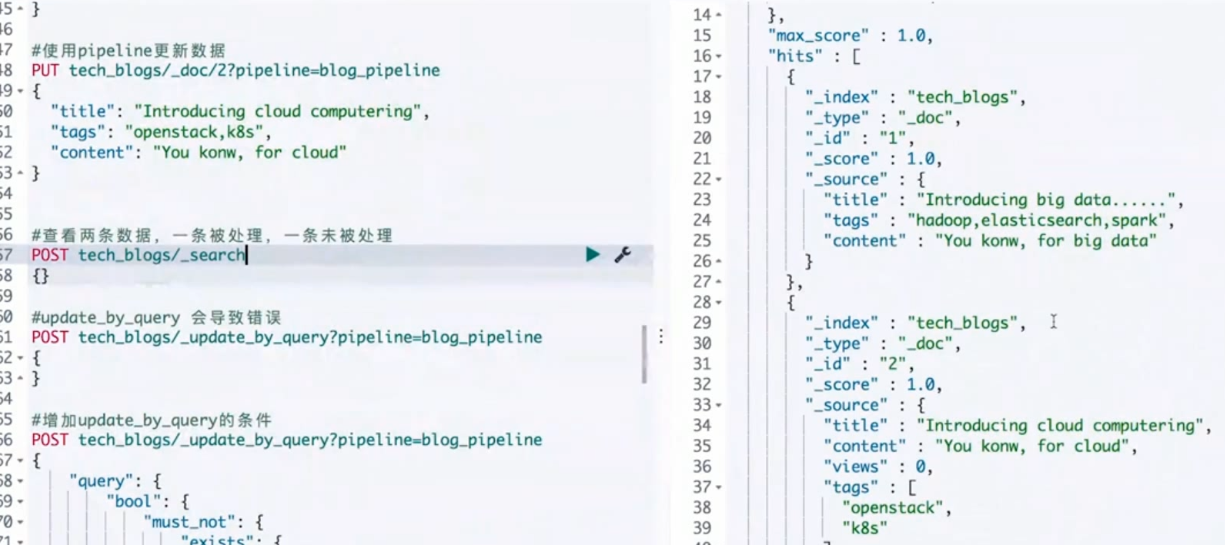 45 }
46
47 #使用pipeline更新数据
48 PUT tech_blogs/_doc/2?pipeline=blog_pipeline
49 {
50 "title": "Introducing cloud computering",
51 "tags": "openstack,k8s",
52 "content": "You konw, for cloud"
53 }
54
55
56 #查看两条数据，一条被处理，一条未被处理
57 POST tech_blogs/_search
58 {}
59
60 #update_by_query 会导致错误
61 POST tech_blogs/_update_by_query?pipeline=blog_pipeline
62 {
63 }
64
65 #增加update_by_query的条件
66 POST tech_blogs/_update_by_query?pipeline=blog_pipeline
67 {
68 "query": {
69 "bool": {
70 "must_not": {
71 "exists": {
14 },
15 "max_score" : 1.0,
16 "hits" : [
17 {
18 "_index" : "tech_blogs",
19 "_type" : "_doc",
20 "_id" : "1",
21 "_score" : 1.0,
22 "_source" : {
23 "title" : "Introducing big data......",
24 "tags" : "hadoop,elasticsearch,spark",
25 "content" : "You konw, for big data"
26 }
27 },
28 {
29 "_index" : "tech_blogs",
30 "_type" : "_doc",
31 "_id" : "2",
32 "_score" : 1.0,
33 "_source" : {
34 "title" : "Introducing cloud computering",
35 "content" : "You konw, for cloud",
36 "views" : 0,
37 "tags" : [
38 "openstack",
39 "k8s"